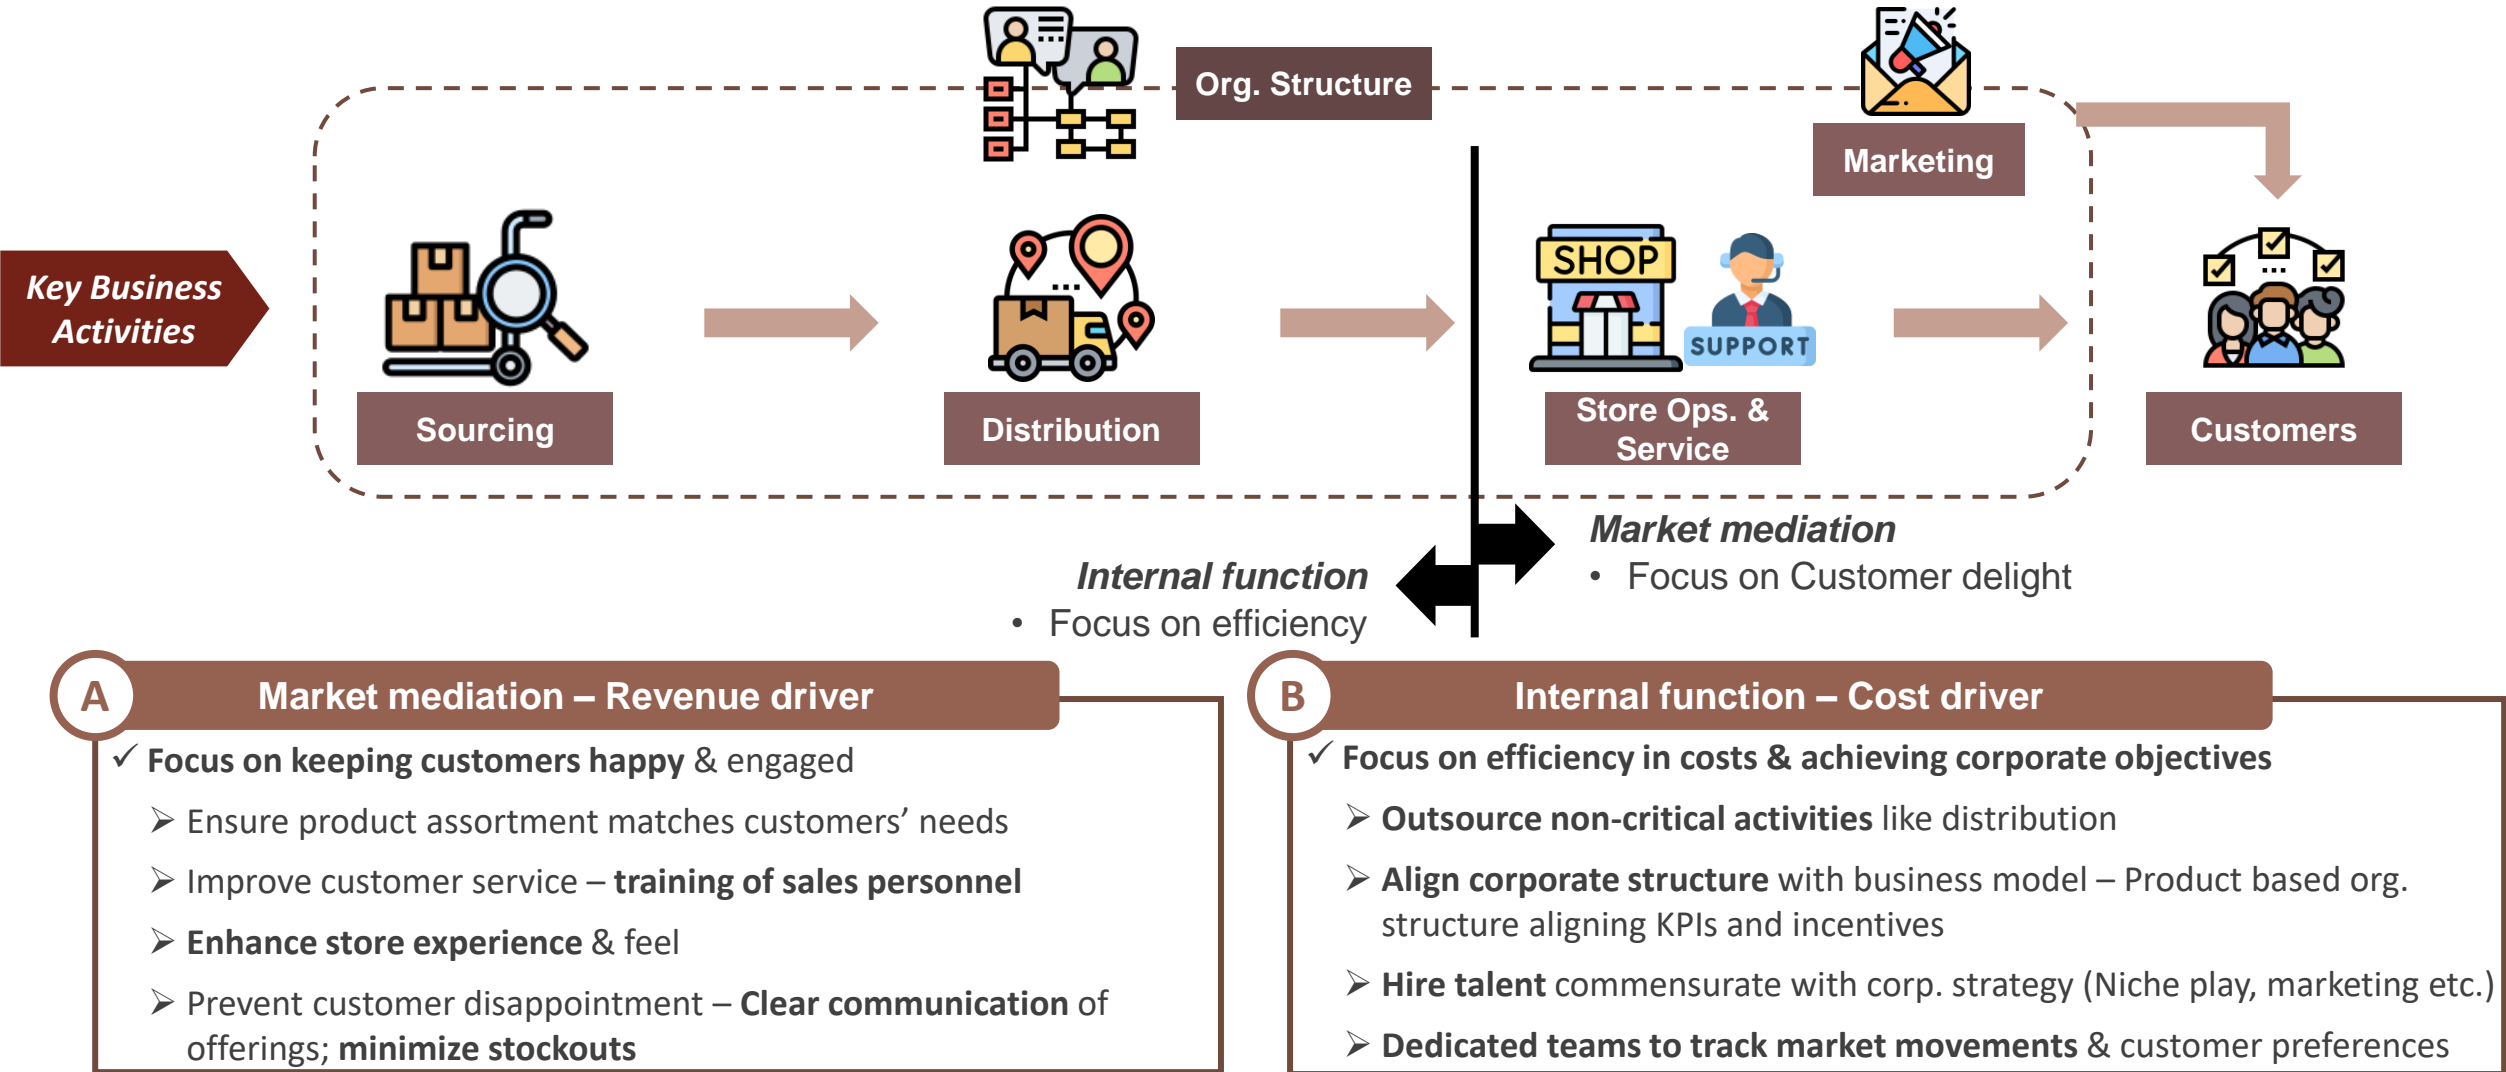 Org. Structure
Marketing
Key Business
Activities
SHOP
SUPPORT
Sourcing
Distribution
Store Ops. &
Service
Customers
Market mediation
• Focus on Customer delight
Internal function
• Focus on efficiency
A
Market mediation – Revenue driver
✓ Focus on keeping customers happy & engaged
➢ Ensure product assortment matches customers’ needs
➢ Improve customer service – training of sales personnel
➢ Enhance store experience & feel
➢ Prevent customer disappointment – Clear communication of
offerings; minimize stockouts
B
Internal function – Cost driver
✓ Focus on efficiency in costs & achieving corporate objectives
➢ Outsource non-critical activities like distribution
➢ Align corporate structure with business model – Product based org.
structure aligning KPIs and incentives
➢ Hire talent commensurate with corp. strategy (Niche play, marketing etc.)
➢ Dedicated teams to track market movements & customer preferences